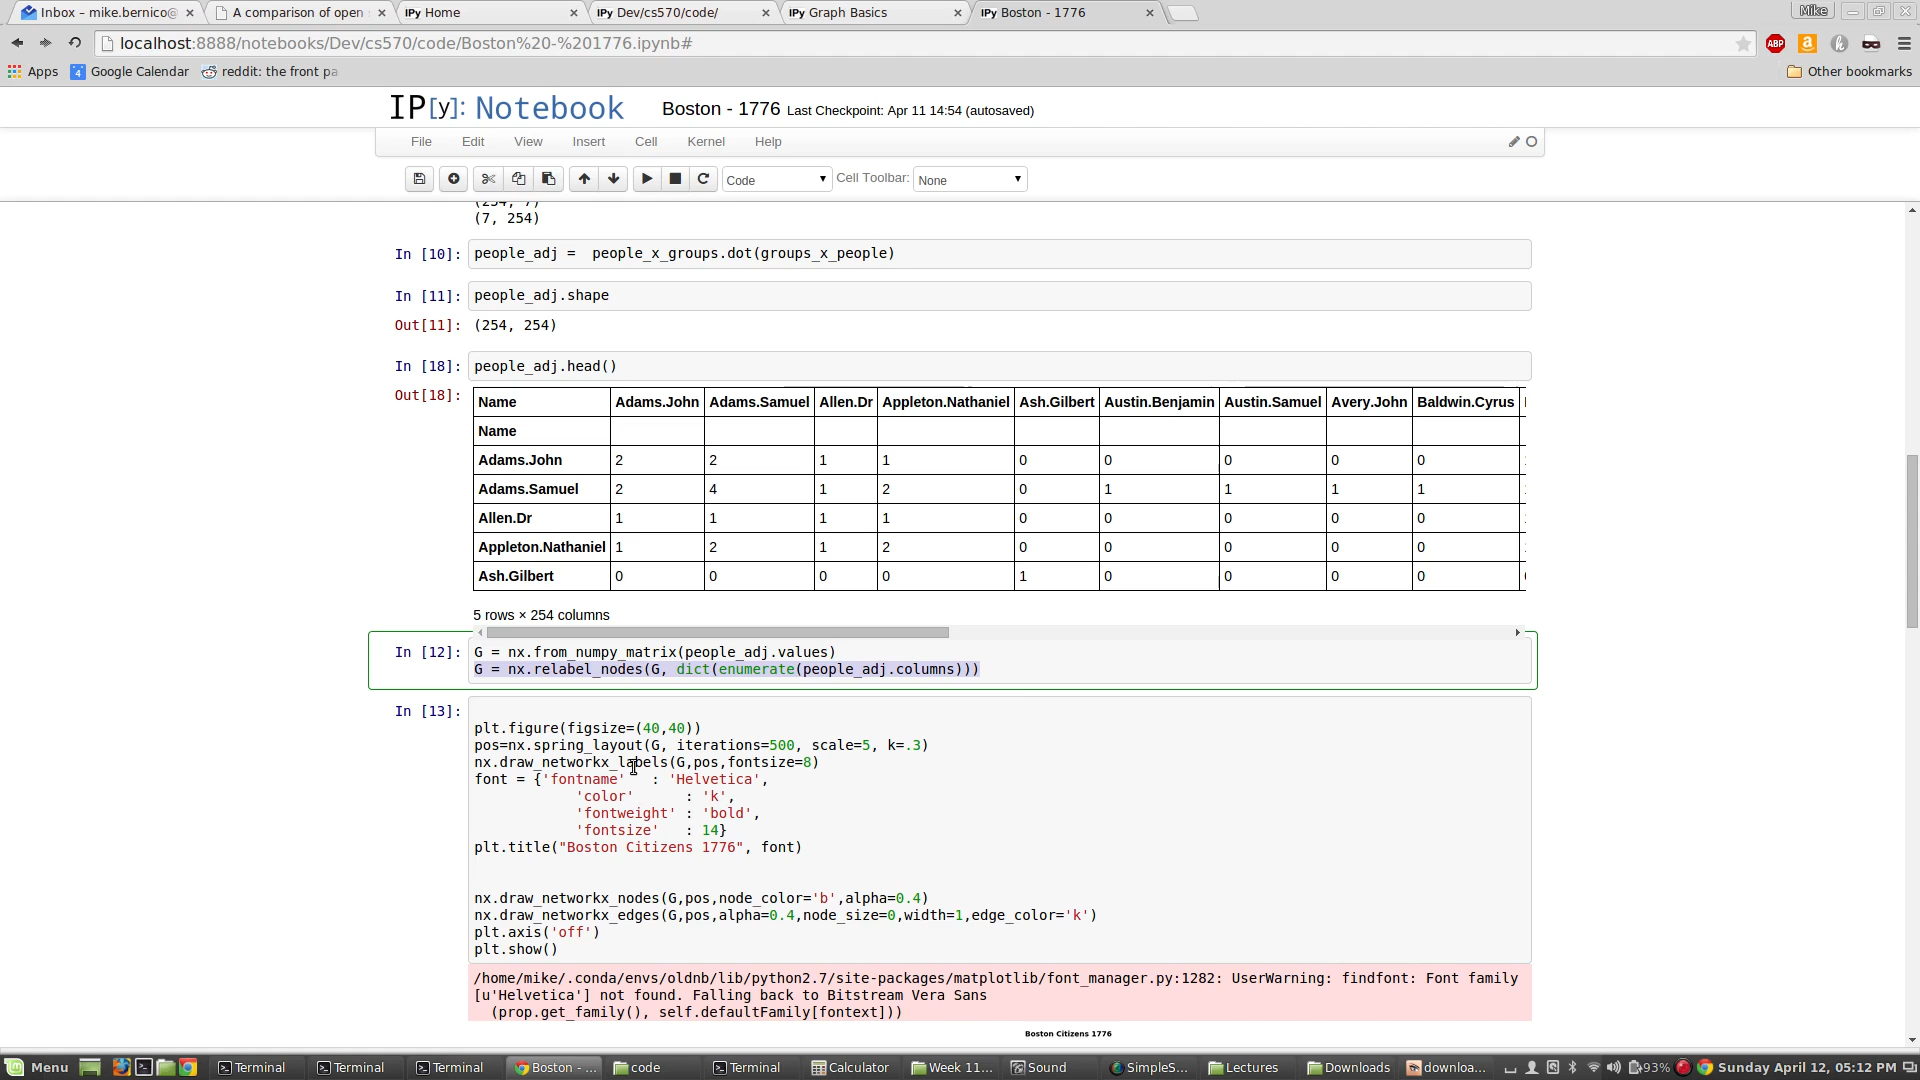 Inbox – mike.bernico@
A comparison of open
IPy Home
IPy Dev/cs570/code/
IPy Graph Basics
IPy Boston - 1776
Mike
localhost:8888/notebooks/Dev/cs570/code/Boston%20-%201776.ipynb#
ABP
Apps
4 Google Calendar
reddit: the front pa
Other bookmarks
IP[y]: Notebook
Boston - 1776 Last Checkpoint: Apr 11 14:54 (autosaved)
File Edit View Insert Cell Kernel Help
Code
Cell Toolbar: None
(254, 7)
(7, 254)
In [10]: people_adj =  people_x_groups.dot(groups_x_people)
In [11]: people_adj.shape
Out[11]: (254, 254)
In [18]: people_adj.head()
Out[18]:
Name Adams.John Adams.Samuel Allen.Dr Appleton.Nathaniel Ash.Gilbert Austin.Benjamin Austin.Samuel Avery.John Baldwin.Cyrus
Name
Adams.John 2 2 1 1 0 0 0 0 0
Adams.Samuel 2 4 1 2 0 1 1 1 1
Allen.Dr 1 1 1 1 0 0 0 0 0
Appleton.Nathaniel 1 2 1 2 0 0 0 0 0
Ash.Gilbert 0 0 0 0 1 0 0 0 0
5 rows × 254 columns
In [12]: G = nx.from_numpy_matrix(people_adj.values)
G = nx.relabel_nodes(G, dict(enumerate(people_adj.columns)))
In [13]:
plt.figure(figsize=(40,40))
pos=nx.spring_layout(G, iterations=500, scale=5, k=.3)
nx.draw_networkx_labels(G,pos,fontsize=8)
font = {'fontname'   : 'Helvetica',
'color'      : 'k',
'fontweight' : 'bold',
'fontsize'   : 14}
plt.title("Boston Citizens 1776", font)
nx.draw_networkx_nodes(G,pos,node_color='b',alpha=0.4)
nx.draw_networkx_edges(G,pos,alpha=0.4,node_size=0,width=1,edge_color='k')
plt.axis('off')
plt.show()
/home/mike/.conda/envs/oldnb/lib/python2.7/site-packages/matplotlib/font_manager.py:1282: UserWarning: findfont: Font family
[u'Helvetica'] not found. Falling back to Bitstream Vera Sans
(prop.get_family(), self.defaultFamily[fontext]))
Boston Citizens 1776
Menu
Terminal
Terminal
Terminal
Boston - ...
code
Terminal
Calculator
Week 11...
Sound
SimpleS...
Lectures
Downloads
downloa...
93%
Sunday April 12, 05:12 PM